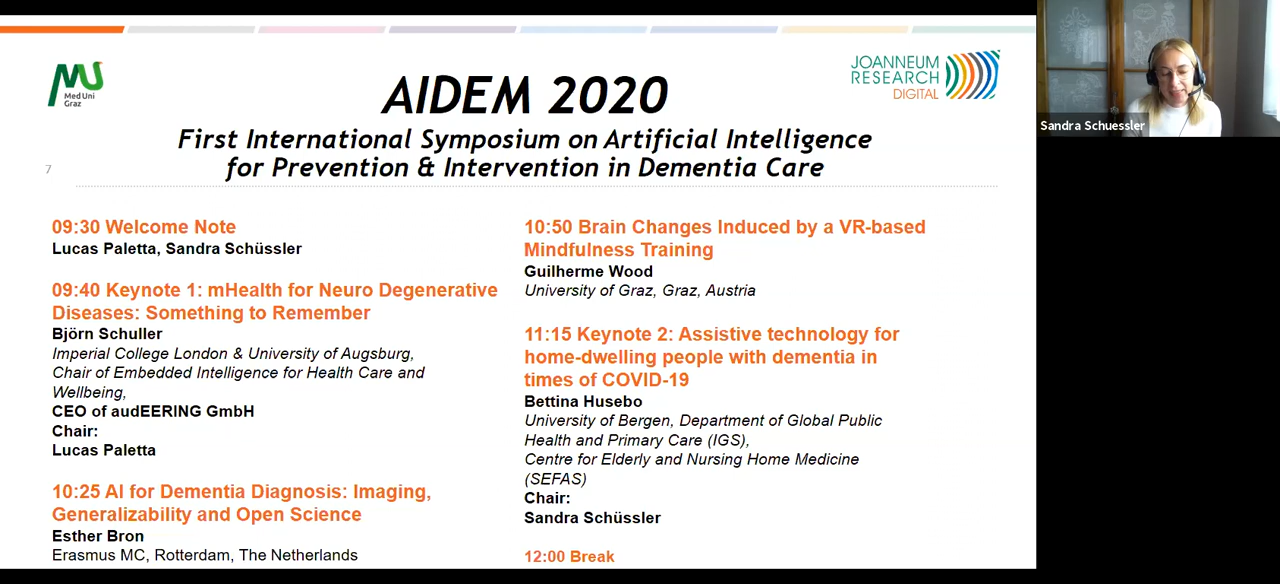 MU
Med Uni
Graz
JOANNEUM
RESEARCH
DIGITAL
AIDEM 2020
First International Symposium on Artificial Intelligence
for Prevention & Intervention in Dementia Care
7
09:30 Welcome Note
Lucas Paletta, Sandra Schüssler
09:40 Keynote 1: mHealth for Neuro Degenerative
Diseases: Something to Remember
Björn Schuller
Imperial College London & University of Augsburg,
Chair of Embedded Intelligence for Health Care and
Wellbeing,
CEO of audEERING GmbH
Chair:
Lucas Paletta
10:25 AI for Dementia Diagnosis: Imaging,
Generalizability and Open Science
Esther Bron
Erasmus MC, Rotterdam, The Netherlands
10:50 Brain Changes Induced by a VR-based
Mindfulness Training
Guilherme Wood
University of Graz, Graz, Austria
11:15 Keynote 2: Assistive technology for
home-dwelling people with dementia in
times of COVID-19
Bettina Husebo
University of Bergen, Department of Global Public
Health and Primary Care (IGS),
Centre for Elderly and Nursing Home Medicine
(SEFAS)
Chair:
Sandra Schüssler
12:00 Break
Sandra Schuessler